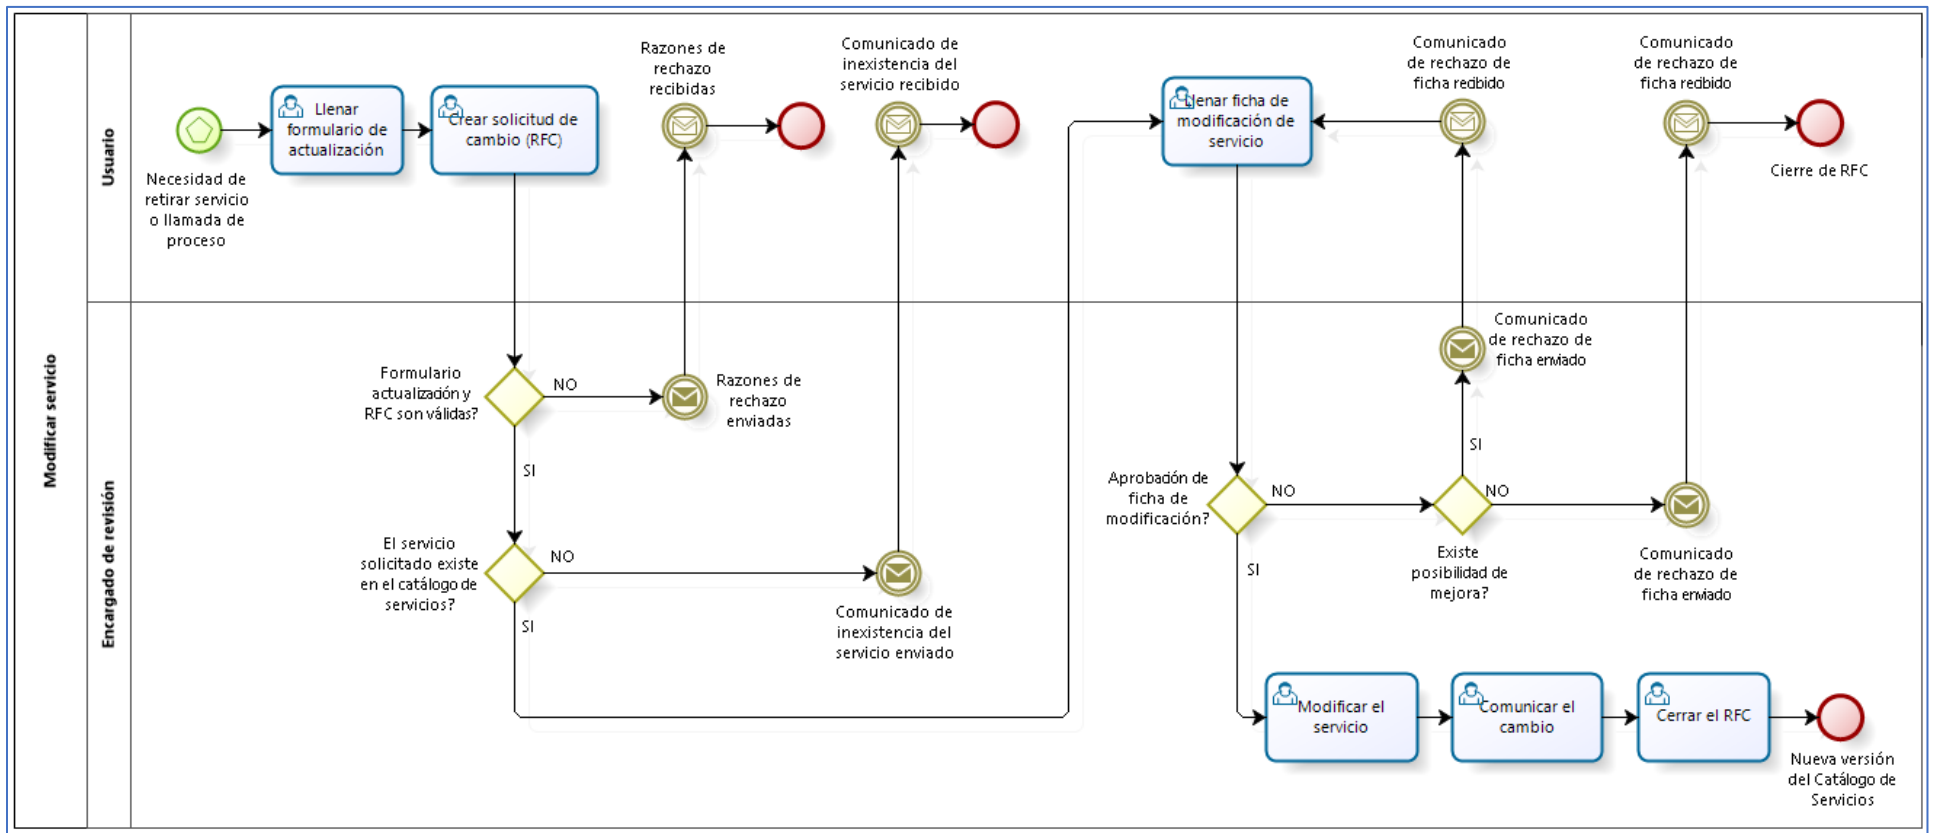 Modificar servicio
Usuario
Necesidad de
retirar servicio
o llamada de
proceso
Llenar
formulario de
actualización
Crear solicitud de
cambio (RFC)
Razones de
rechazo
recibidas
Comunicado de
inexistencia del
servicio recibido
Llenar ficha de
modificación de
servicio
Comunicado
de rechazo de
ficha recibido
Comunicado
de rechazo de
ficha recibido
Cierre de RFC
Encargado de revisión
Formulario
actualización y
RFC son válidas?
NO
Razones de
rechazo
enviadas
SI
El servicio
solicitado existe
en el catálogo de
servicios?
NO
Comunicado de
inexistencia del
servicio enviado
SI
Aprobación de
ficha de
modificación?
NO
Comunicado
de rechazo de
ficha enviado
SI
NO
Existe
posibilidad de
mejora?
Comunicado
de rechazo de
ficha enviado
SI
Modificar el
servicio
Comunicar el
cambio
Cerrar el RFC
Nueva versión
del Catálogo de
Servicios